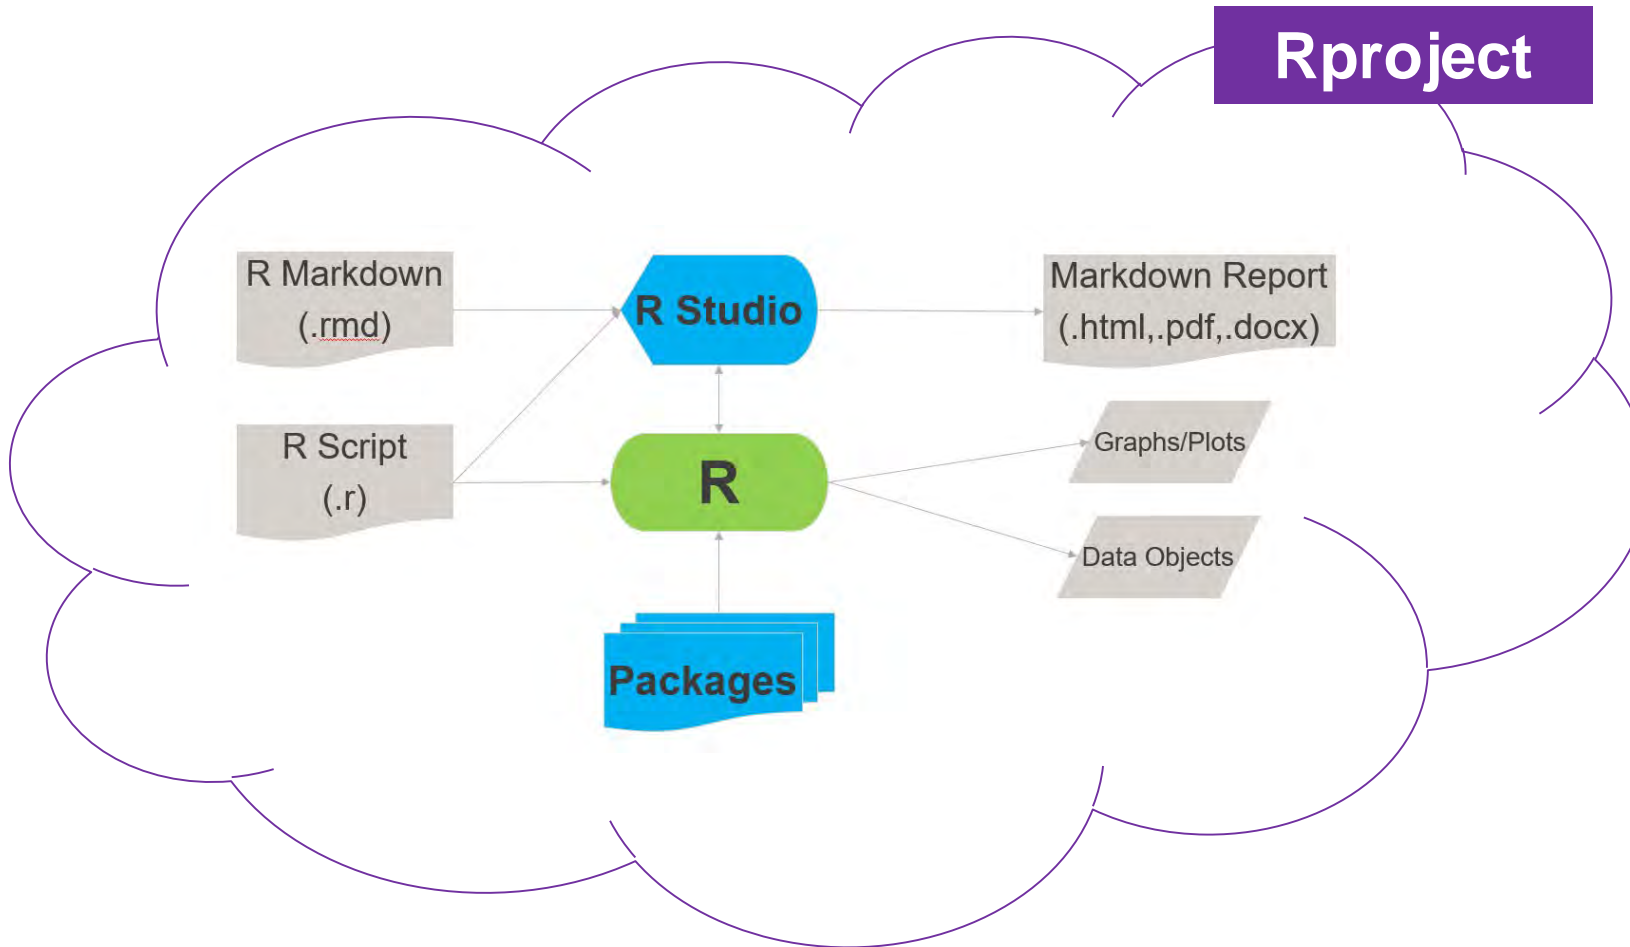 Rproject
R Markdown
(.rmd)
R Studio
Markdown Report
(.html,.pdf,.docx)
R Script
(.r)
R
Graphs/Plots
Data Objects
Packages